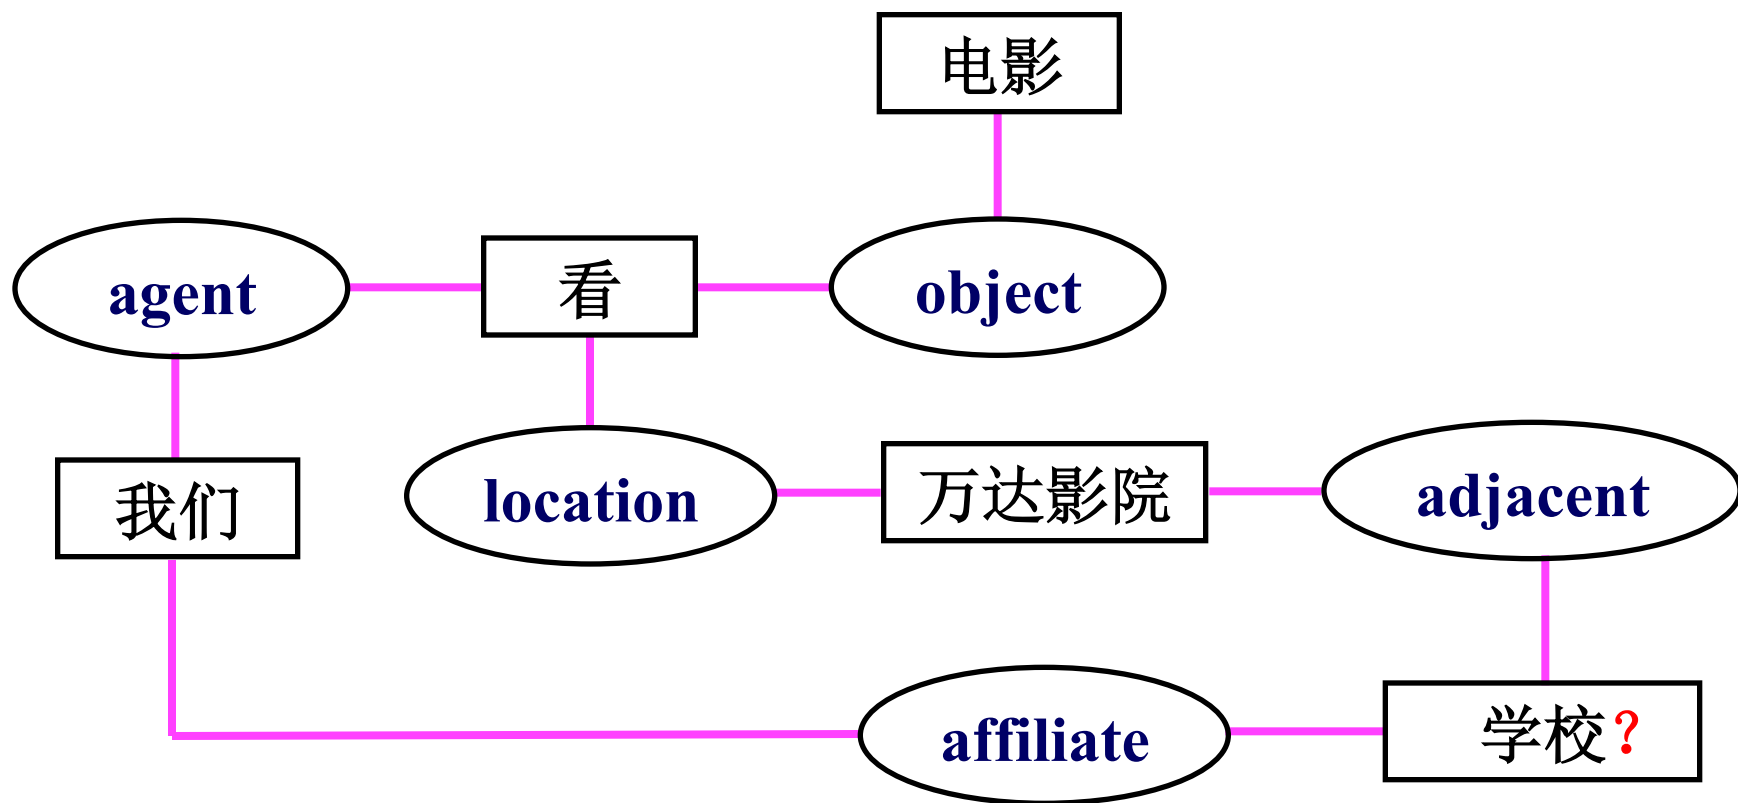 电影
agent
看
object
我们
location
万达影院
adjacent
affiliate
学校？